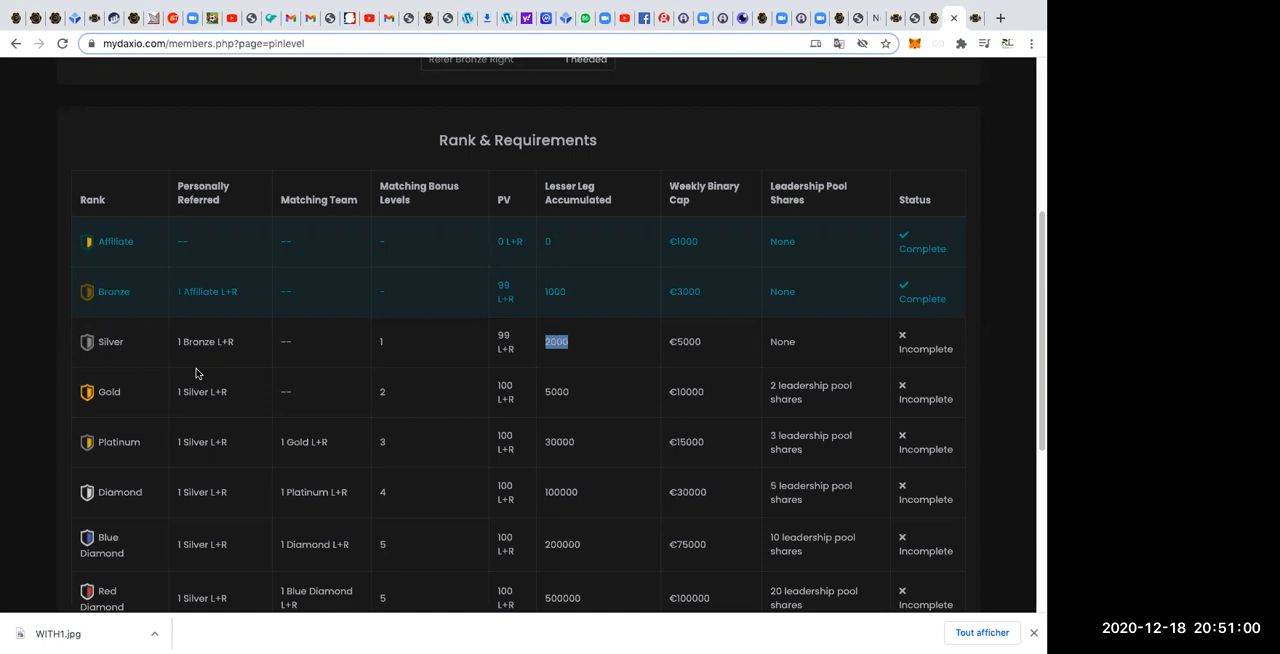 mydaxio.com/members.php?page=pinlevel
Refer Bronze Right 1 needed
Rank & Requirements
Rank
Personally Referred
Matching Team
Matching Bonus Levels
PV
Lesser Leg Accumulated
Weekly Binary Cap
Leadership Pool Shares
Status
Affiliate -- -- - 0 L+R 0 €1000 None Complete
Bronze 1 Affiliate L+R -- - 99 L+R 1000 €3000 None Complete
Silver 1 Bronze L+R -- 1 99 L+R 2000 €5000 None Incomplete
Gold 1 Silver L+R -- 2 100 L+R 5000 €10000 2 leadership pool shares Incomplete
Platinum 1 Silver L+R 1 Gold L+R 3 100 L+R 30000 €15000 3 leadership pool shares Incomplete
Diamond 1 Silver L+R 1 Platinum L+R 4 100 L+R 100000 €30000 5 leadership pool shares Incomplete
Blue Diamond 1 Silver L+R 1 Diamond L+R 5 100 L+R 200000 €75000 10 leadership pool shares Incomplete
Red Diamond 1 Silver L+R 1 Blue Diamond L+R 5 100 L+R 500000 €100000 20 leadership pool shares Incomplete
WITH1.jpg
Tout afficher
2020-12-18 20:51:00